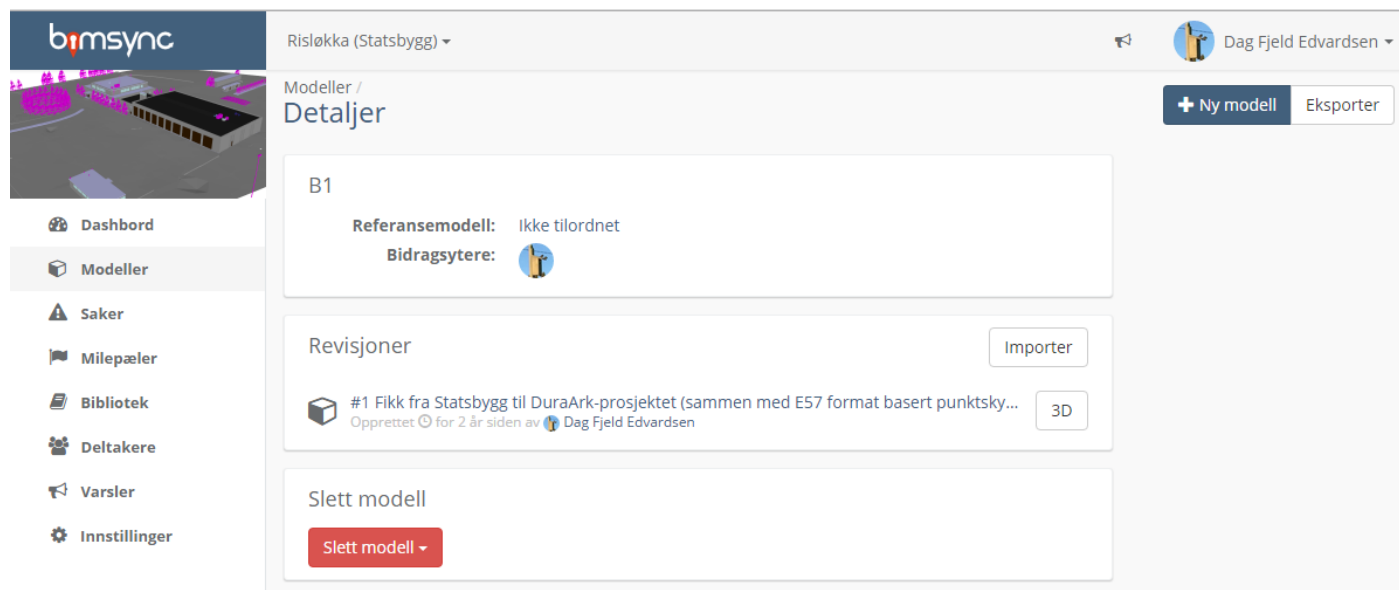 bimsync
Risløkka (Statsbygg)
Dag Fjeld Edvardsen
Modeller /
Detaljer
Ny modell
Eksporter
B1
Referansemodell: Ikke tilordnet
Bidragsytere:
Dashbord
Modeller
Saker
Milepæler
Bibliotek
Deltakere
Varsler
Innstillinger
Revisjoner
Importer
#1 Fikk fra Statsbygg til DuraArk-prosjektet (sammen med E57 format basert punktsky...
Opprettet for 2 år siden av Dag Fjeld Edvardsen
3D
Slett modell
Slett modell